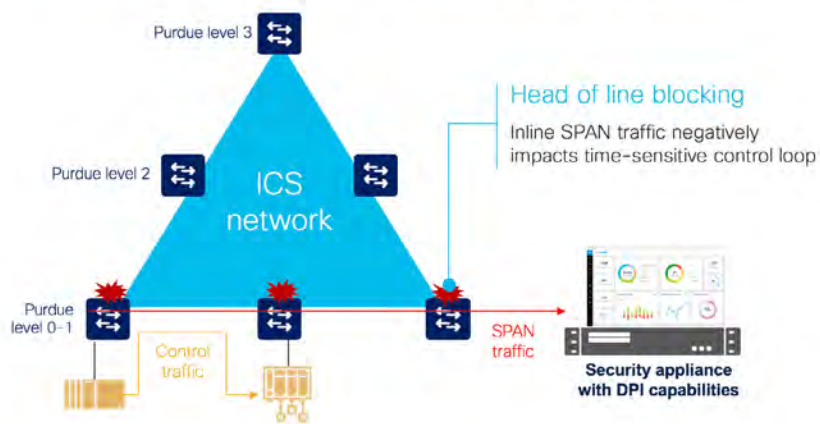 Purdue level 3
Head of line blocking
Inline SPAN traffic negatively
impacts time-sensitive control loop
Purdue level 2
ICS
network
Purdue
level 0-1
Control
traffic
SPAN
traffic
Security appliance
with DPI capabilities